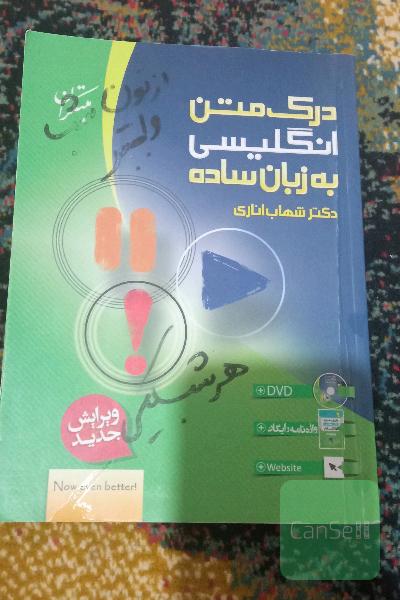 مبتکران
درک متن
انگلیسی
به زبان ساده
دکتر شهاب اناری
DVD
واژه‌نامه رایگان
Website
ویرایش
جدید
Now even better!
CanSell